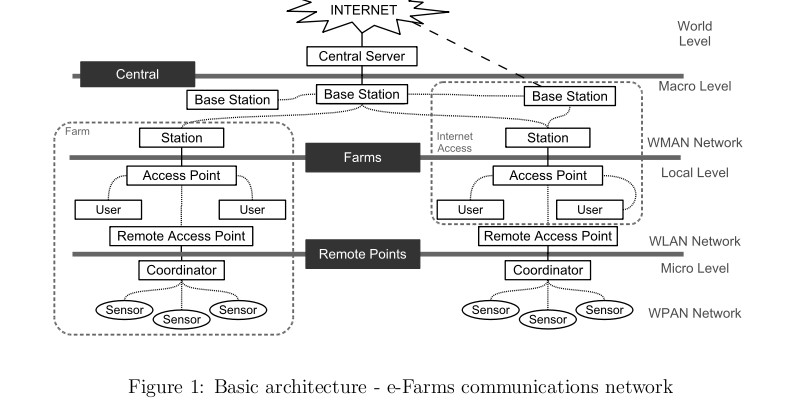 INTERNET
World
Level
Central Server
Central
Macro Level
Base Station
Base Station
Base Station
Farm
Station
Internet
Access
Station
WMAN Network
Farms
Local Level
Access Point
Access Point
User
User
User
User
Remote Access Point
Remote Access Point
WLAN Network
Remote Points
Micro Level
Coordinator
Coordinator
Sensor
Sensor
Sensor
Sensor
Sensor
Sensor
WPAN Network
Figure 1: Basic architecture - e-Farms communications network